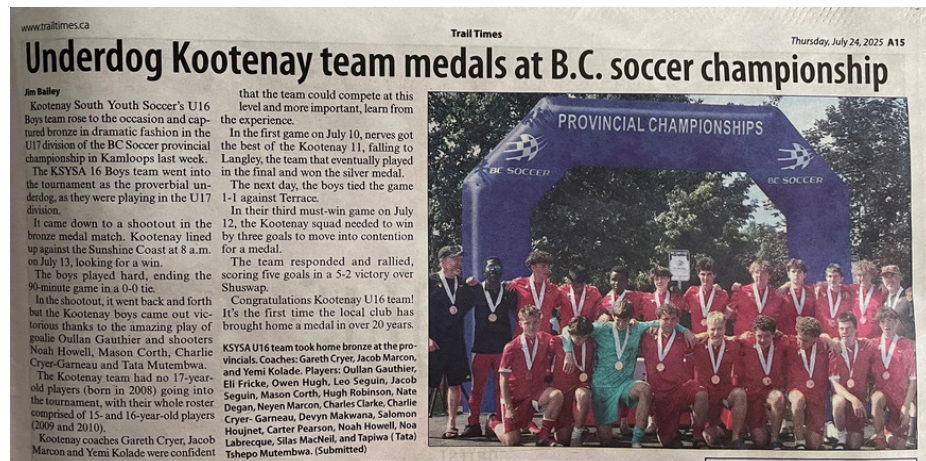 www.trailtimes.ca
Trail Times
Thursday, July 24, 2025 A15
Underdog Kootenay team medals at B.C. soccer championship
Jim Bailey
Kootenay South Youth Soccer's U16
Boys team rose to the occasion and cap-
tured bronze in dramatic fashion in the
U17 division of the BC Soccer provincial
championship in Kamloops last week.
The KSYSA 16 Boys team went into
the tournament as the proverbial un-
derdog, as they were playing in the U17
division.
It came down to a shootout in the
bronze medal match. Kootenay lined
up against the Sunshine Coast at 8 a.m.
on July 13, looking for a win.
The boys played hard, ending the
90-minute game in a 0-0 tie.
In the shootout, it went back and forth
but the Kootenay boys came out vic-
torious thanks to the amazing play of
goalie Oullan Gauthier and shooters
Noah Howell, Mason Corth, Charlie
Cryer-Garneau and Tata Mutembwa.
The Kootenay team had no 17-year-
old players (born in 2008) going into
the tournament, with their whole roster
comprised of 15- and 16-year-old players
(2009 and 2010).
Kootenay coaches Gareth Cryer, Jacob
Marcon and Yemi Kolade were confident
that the team could compete at this
level and more important, learn from
the experience.
In the first game on July 10, nerves got
the best of the Kootenay 11, falling to
Langley, the team that eventually played
in the final and won the silver medal.
The next day, the boys tied the game
1-1 against Terrace.
In their third must-win game on July
12, the Kootenay squad needed to win
by three goals to move into contention
for a medal.
The team responded and rallied,
scoring five goals in a 5-2 victory over
Shuswap.
Congratulations Kootenay U16 team!
It's the first time the local club has
brought home a medal in over 20 years.
KSYSA U16 team took home bronze at the pro-
vincials. Coaches: Gareth Cryer, Jacob Marcon,
and Yemi Kolade. Players: Oullan Gauthier,
Eli Fricke, Owen Hugh, Leo Seguin, Jacob
Seguin, Mason Corth, Hugh Robinson, Nate
Degan, Neyen Marcon, Charles Clarke, Charlie
Cryer- Garneau, Devyn Makwana, Salomon
Houjnet, Carter Pearson, Noah Howell, Noa
Labrecque, Silas MacNeil, and Tapiwa ( Tata)
Tshepo Mutembwa. (Submitted)
PROVINCIAL CHAMPIONSHIPS
BC SOCCER
BC SOCCER